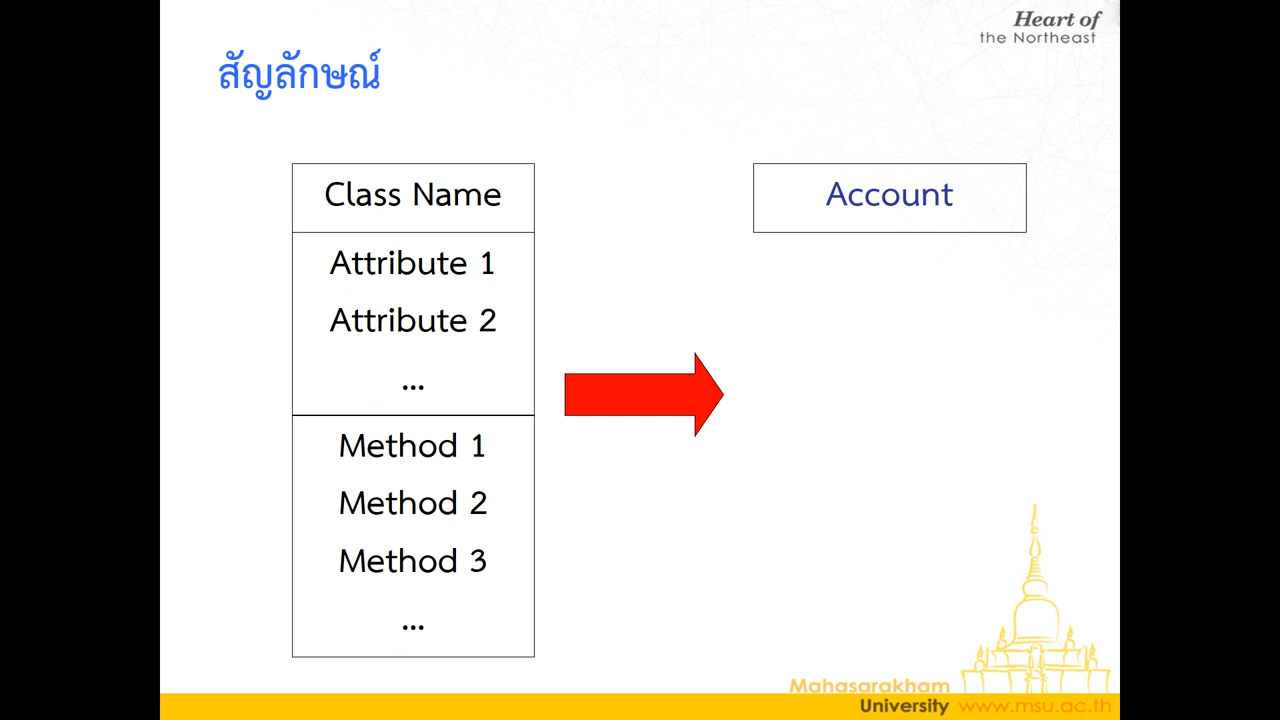 Heart of
the Northeast
สัญลักษณ์
Class Name
Attribute 1
Attribute 2
...
Method 1
Method 2
Method 3
...
Account
Mahasarakham
University www.msu.ac.th